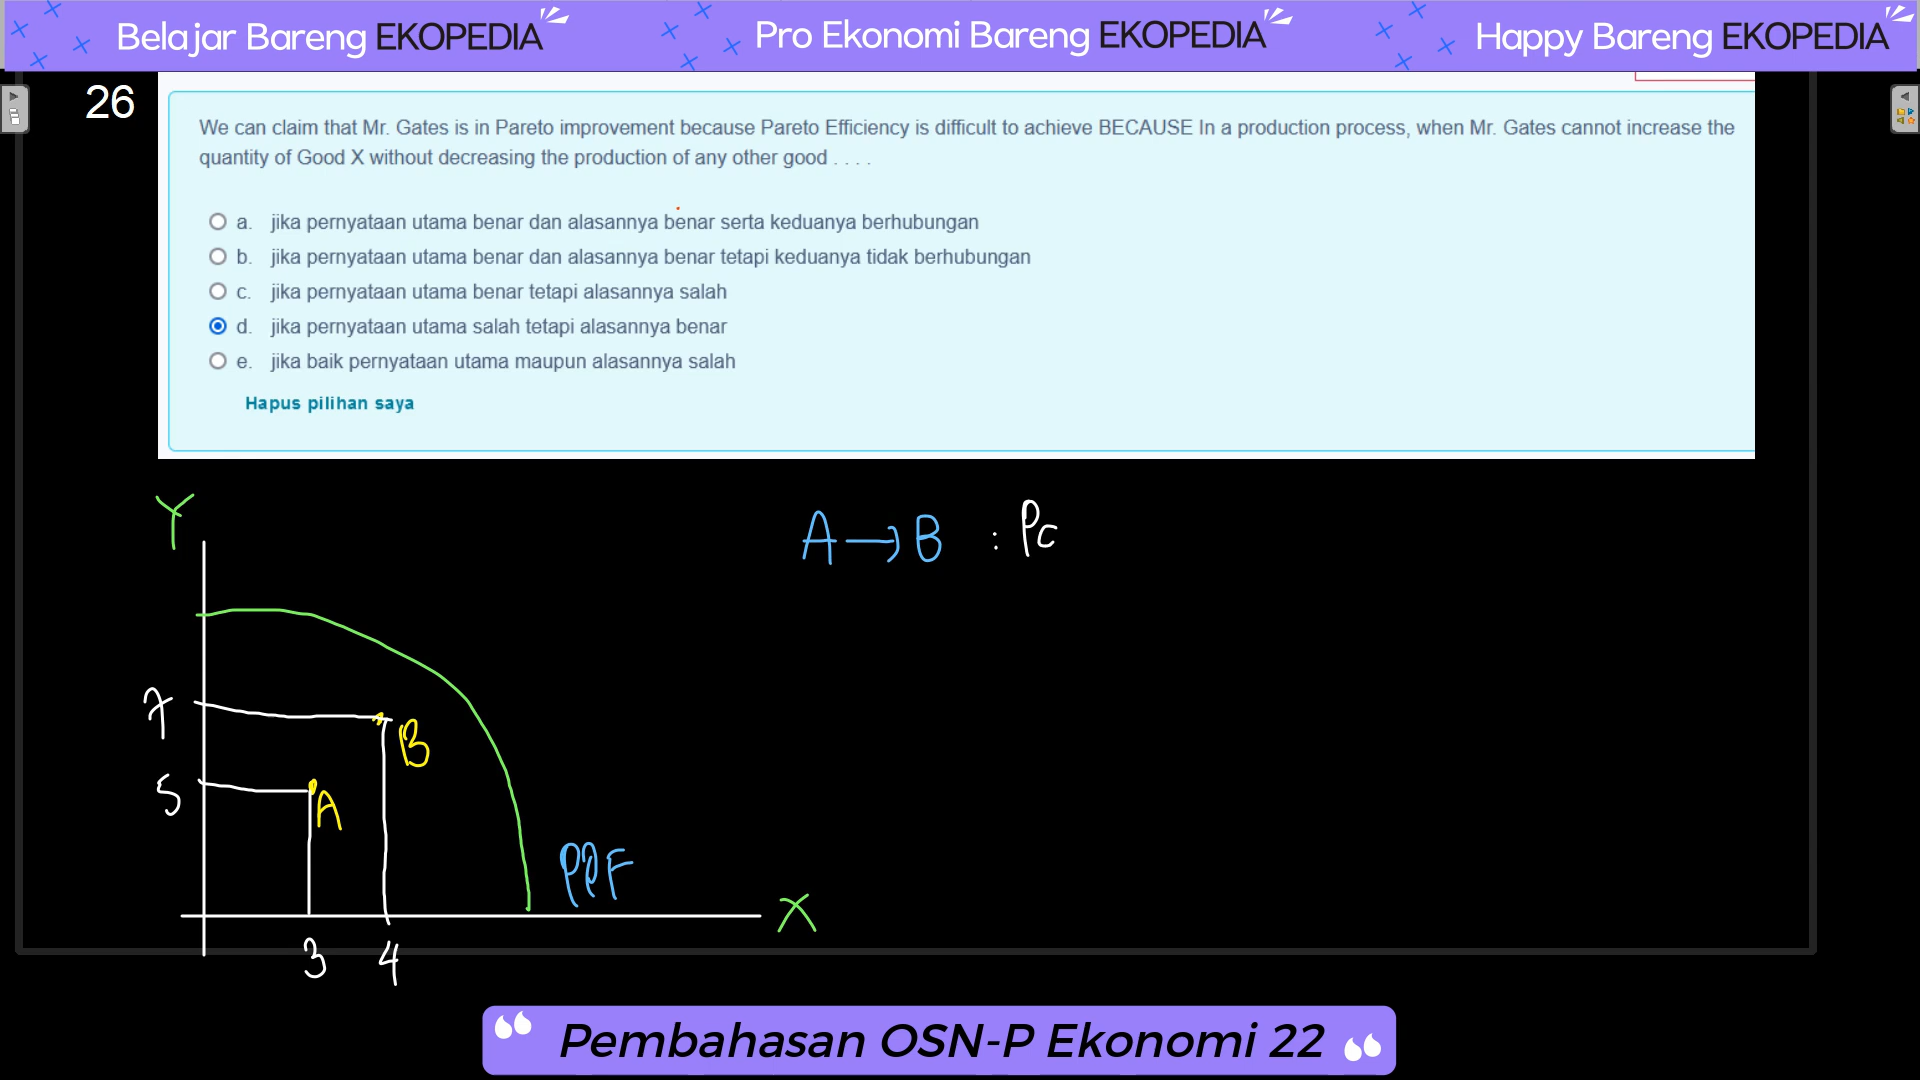 Belajar Bareng EKOPEDIA Pro Ekonomi Bareng EKOPEDIA Happy Bareng EKOPEDIA
26
We can claim that Mr. Gates is in Pareto improvement because Pareto Efficiency is difficult to achieve BECAUSE In a production process, when Mr. Gates cannot increase the
quantity of Good X without decreasing the production of any other good . . . .
a. jika pernyataan utama benar dan alasannya benar serta keduanya berhubungan
b. jika pernyataan utama benar dan alasannya benar tetapi keduanya tidak berhubungan
c. jika pernyataan utama benar tetapi alasannya salah
d. jika pernyataan utama salah tetapi alasannya benar
e. jika baik pernyataan utama maupun alasannya salah
Hapus pilihan saya
Y
A → B : Pc
7
B
5
A
PPF
X
3 4
Pembahasan OSN-P Ekonomi 22